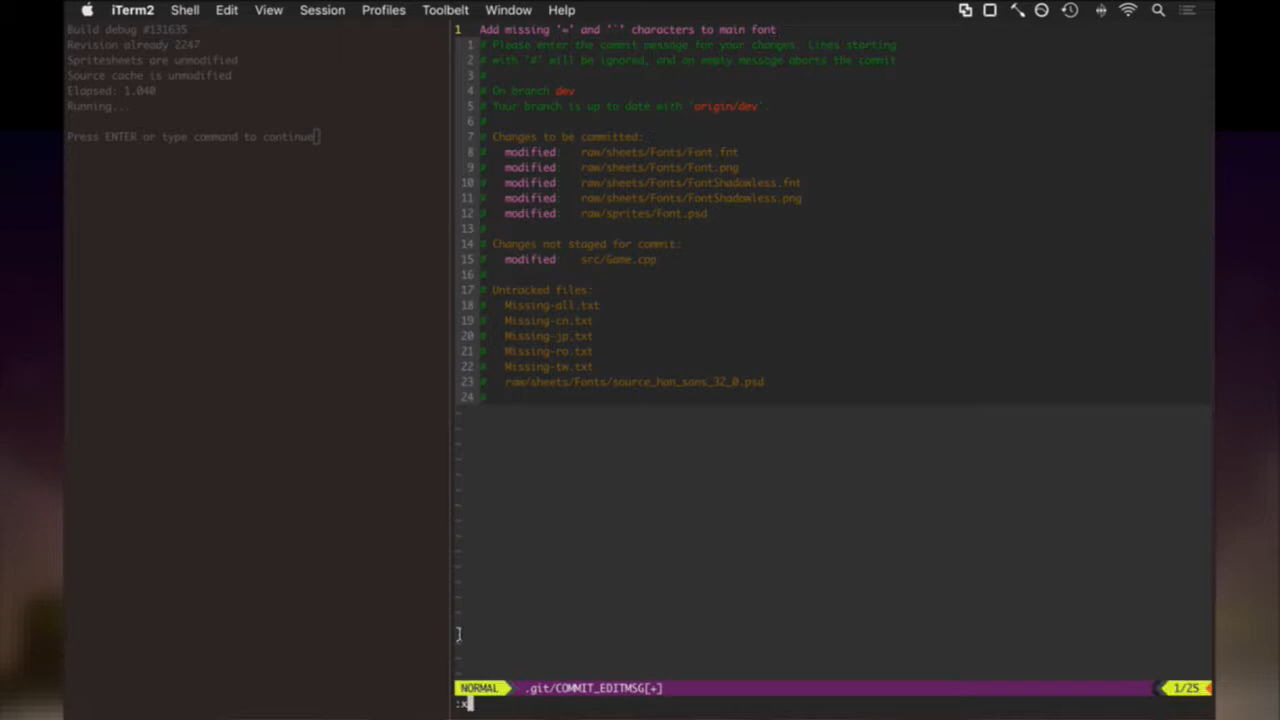 iTerm2 Shell Edit View Session Profiles Toolbelt Window Help
Build debug #131635
Revision already 2247
Spritesheets are unmodified
Source cache is unmodified
Elapsed: 1.040
Running...
Press ENTER or type command to continue
1 Add missing '=' and '`' characters to main font
1 # Please enter the commit message for your changes. Lines starting
2 # with '#' will be ignored, and an empty message aborts the commit
3 #
4 # On branch dev
5 # Your branch is up to date with 'origin/dev'.
6 #
7 # Changes to be committed:
8 # modified: raw/sheets/Fonts/Font.fnt
9 # modified: raw/sheets/Fonts/Font.png
10 # modified: raw/sheets/Fonts/FontShadowless.fnt
11 # modified: raw/sheets/Fonts/FontShadowless.png
12 # modified: raw/sprites/Font.psd
13 #
14 # Changes not staged for commit:
15 # modified: src/Game.cpp
16 #
17 # Untracked files:
18 # Missing-all.txt
19 # Missing-cn.txt
20 # Missing-jp.txt
21 # Missing-ro.txt
22 # Missing-tw.txt
23 # raw/sheets/Fonts/source_han_sans_32_0.psd
24 #
NORMAL .git/COMMIT_EDITMSG[+] 1/25
:x